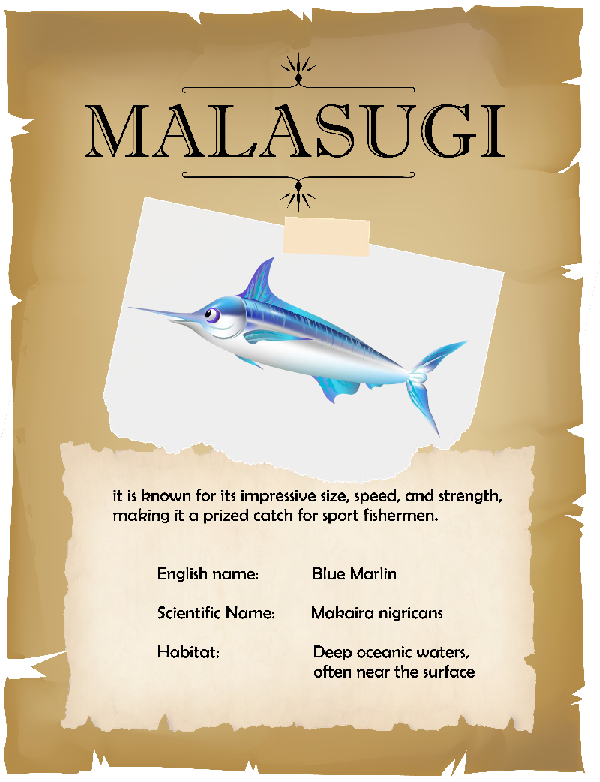 MALASUGI
it is known for its impressive size, speed, and strength,
making it a prized catch for sport fishermen.
English name: Blue Marlin
Scientific Name: Makaira nigricans
Habitat: Deep oceanic waters,
often near the surface